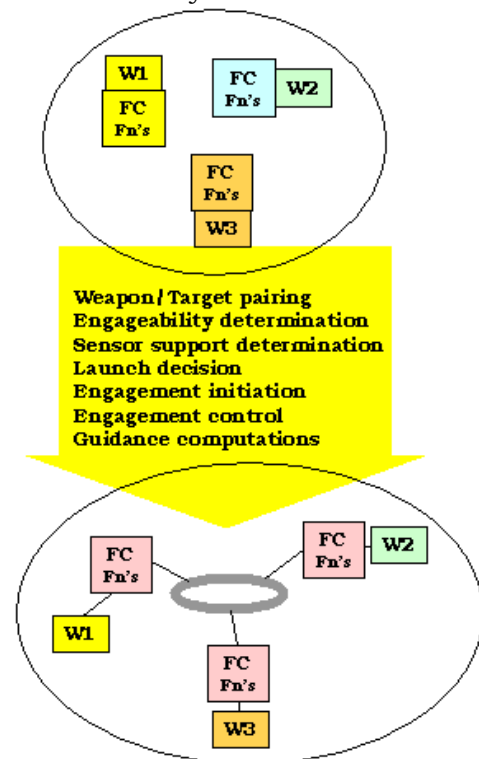 W1
FC
Fn's
FC
Fn's
W2
FC
Fn's
W3
Weapon/Target pairing
Engageability determination
Sensor support determination
Launch decision
Engagement initiation
Engagement control
Guidance computations
FC
Fn's
W1
FC
Fn's
W2
FC
Fn's
W3